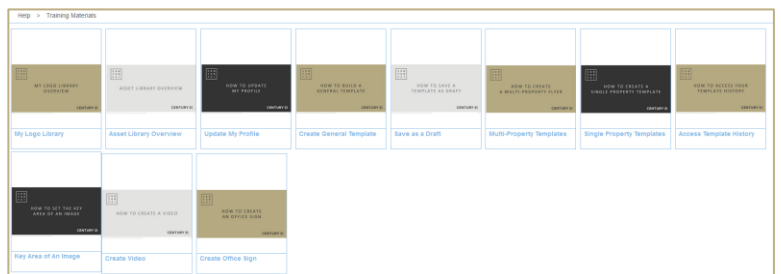 Help > Training Materials
MY LOGO LIBRARY
OVERVIEW
CENTURY 21
My Logo Library
ASSET LIBRARY OVERVIEW
CENTURY 21
Asset Library Overview
HOW TO UPDATE
MY PROFILE
CENTURY 21
Update My Profile
HOW TO BUILD A
GENERAL TEMPLATE
CENTURY 21
Create General Template
HOW TO SAVE A
TEMPLATE AS DRAFT
CENTURY 21
Save as a Draft
HOW TO CREATE
A MULTI-PROPERTY FLYER
CENTURY 21
Multi-Property Templates
HOW TO CREATE A
SINGLE PROPERTY TEMPLATE
CENTURY 21
Single Property Templates
HOW TO ACCESS YOUR
TEMPLATE HISTORY
CENTURY 21
Access Template History
HOW TO SET THE KEY
AREA OF AN IMAGE
CENTURY 21
Key Area of An Image
HOW TO CREATE A VIDEO
CENTURY 21
Create Video
HOW TO CREATE
AN OFFICE SIGN
CENTURY 21
Create Office Sign